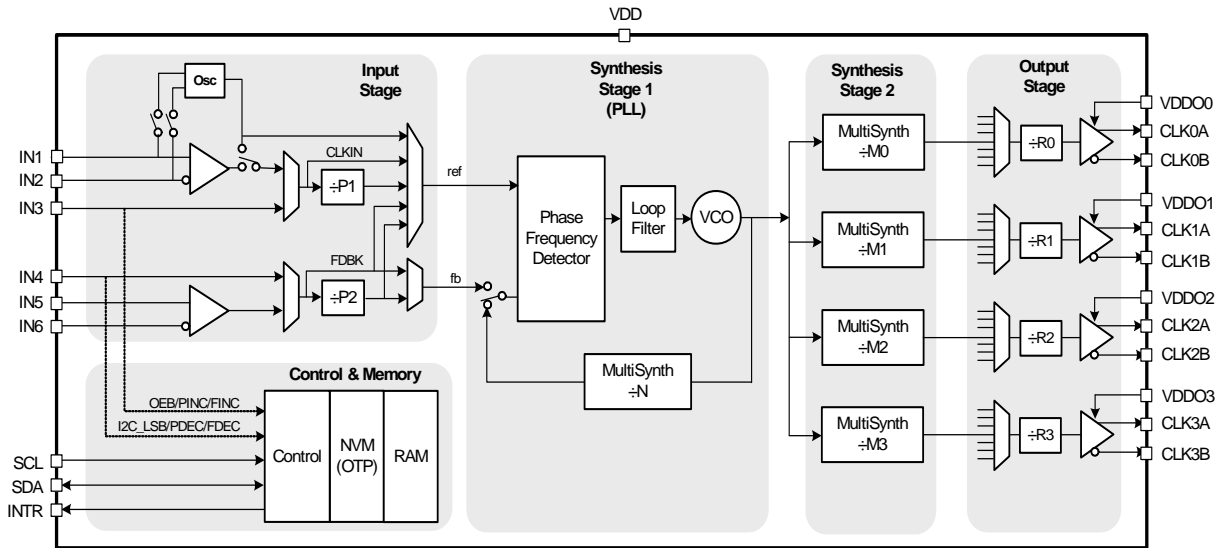 VDD
Input
Stage
Osc
IN1
IN2
IN3
CLKIN
÷P1
ref
IN4
IN5
IN6
FDBK
÷P2
fb
Synthesis
Stage 1
(PLL)
Phase
Frequency
Detector
Loop
Filter
VCO
MultiSynth
÷N
Synthesis
Stage 2
MultiSynth
÷M0
MultiSynth
÷M1
MultiSynth
÷M2
MultiSynth
÷M3
Output
Stage
÷R0
÷R1
÷R2
÷R3
VDDO0
CLK0A
CLK0B
VDDO1
CLK1A
CLK1B
VDDO2
CLK2A
CLK2B
VDDO3
CLK3A
CLK3B
Control & Memory
OEB/PINC/FINC
I2C_LSB/PDEC/FDEC
SCL
SDA
INTR
Control
NVM
(OTP)
RAM